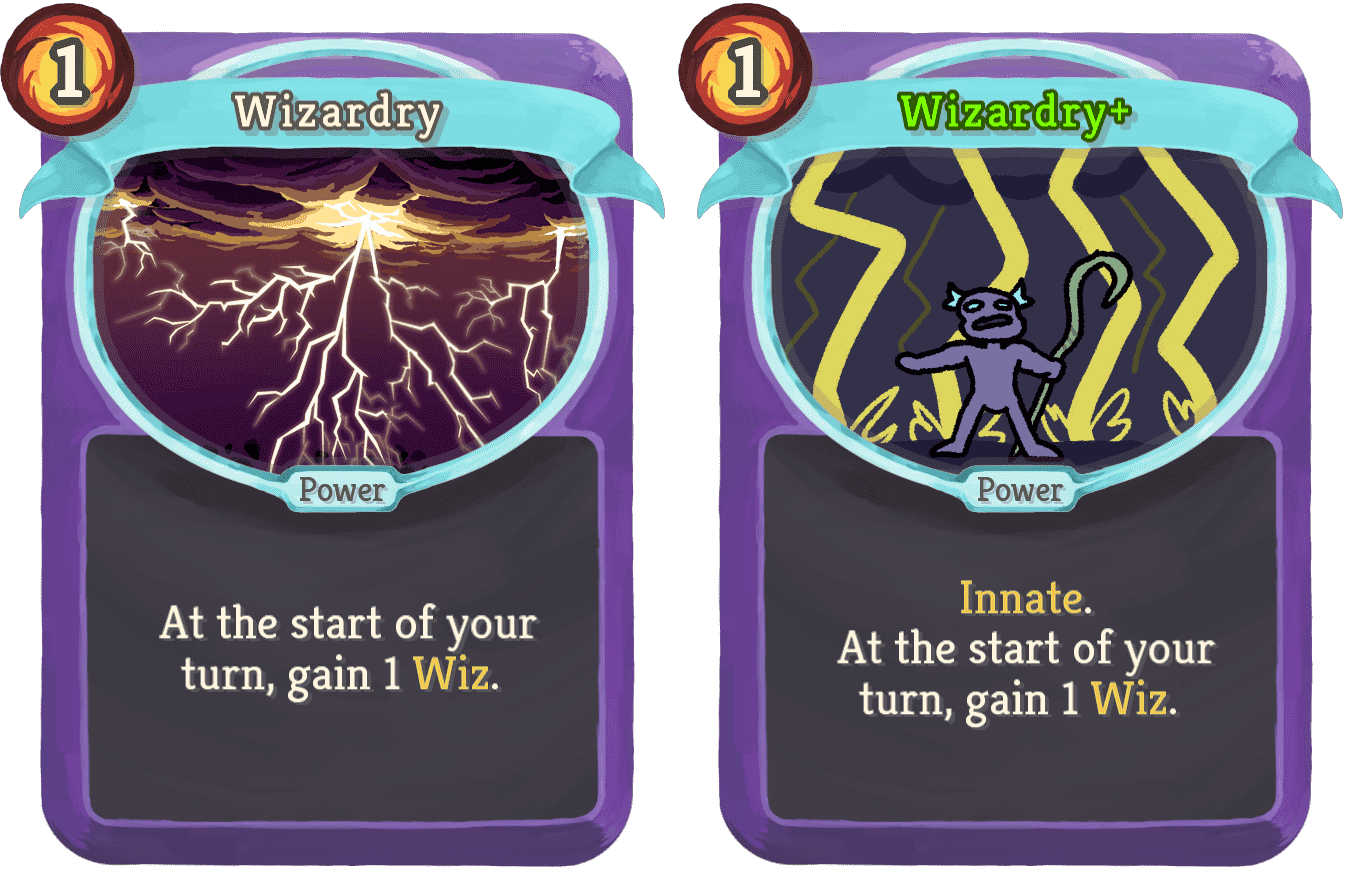 1
Wizardry
Power
At the start of your
turn, gain 1 Wiz.
1
Wizardry+
Power
Innate.
At the start of your
turn, gain 1 Wiz.